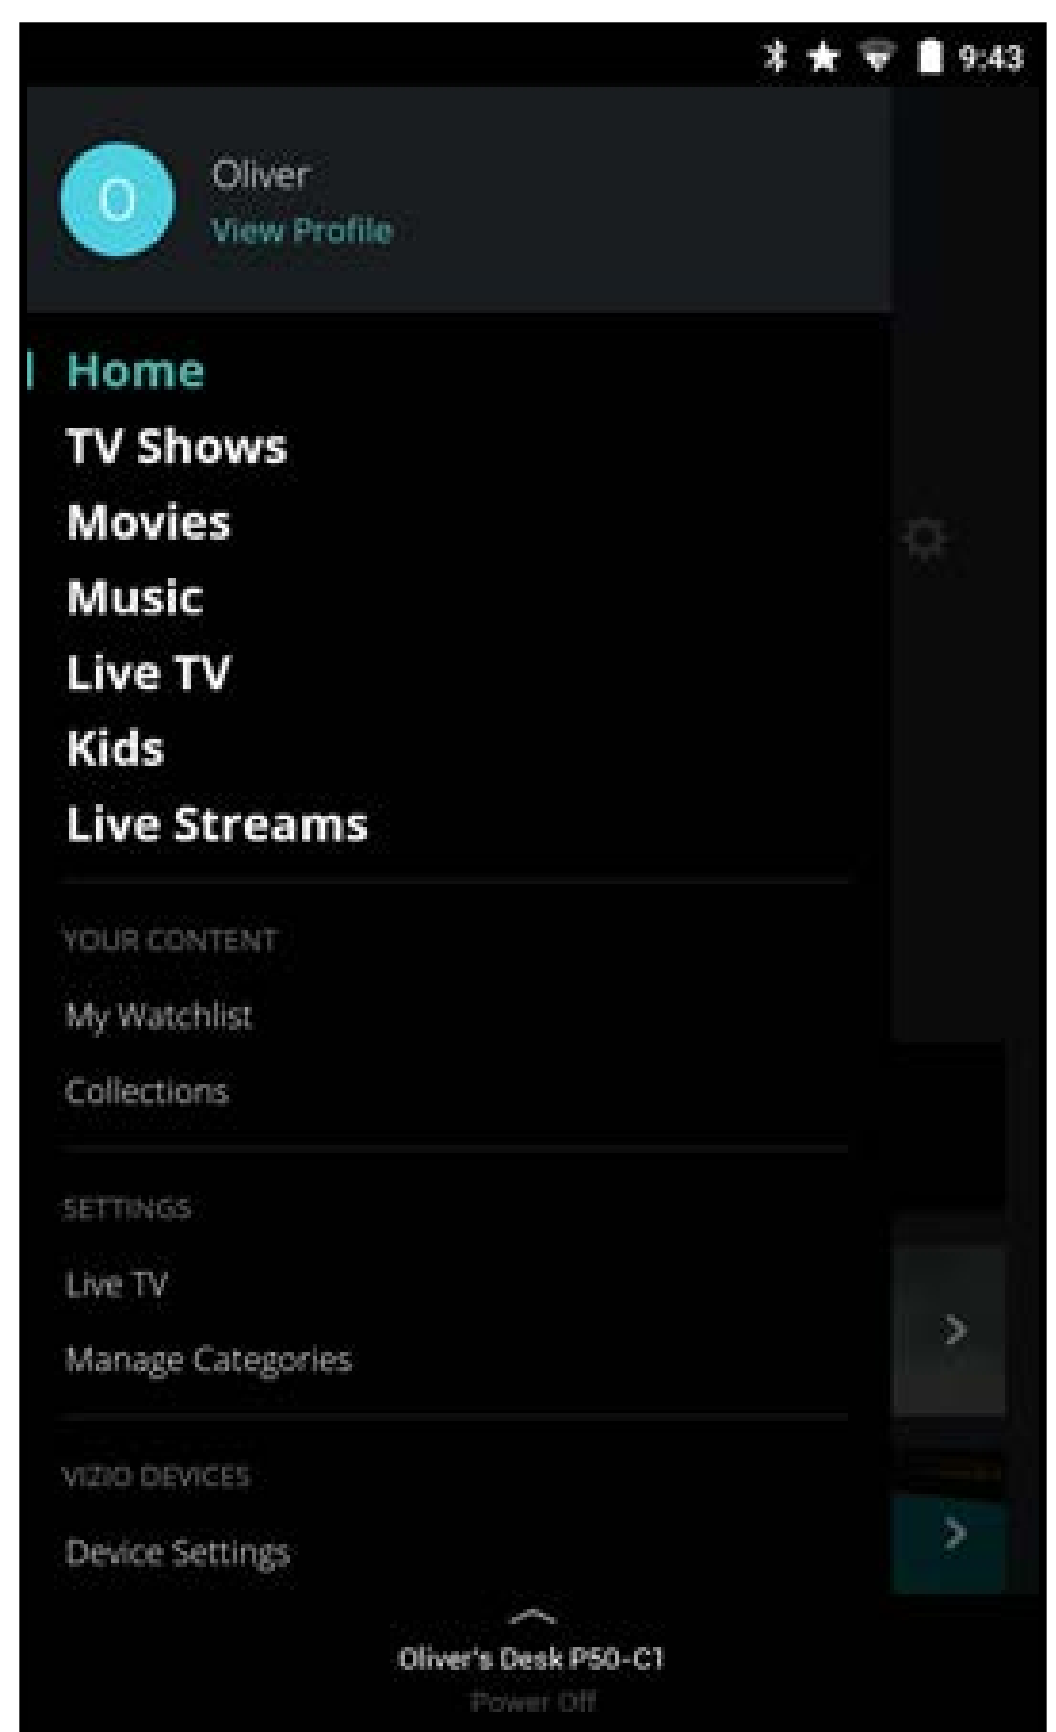 9:43
O
Oliver
View Profile
Home
TV Shows
Movies
Music
Live TV
Kids
Live Streams
YOUR CONTENT
My Watchlist
Collections
SETTINGS
Live TV
Manage Categories
VIZIO DEVICES
Device Settings
Oliver's Desk P50-C1
Power Off